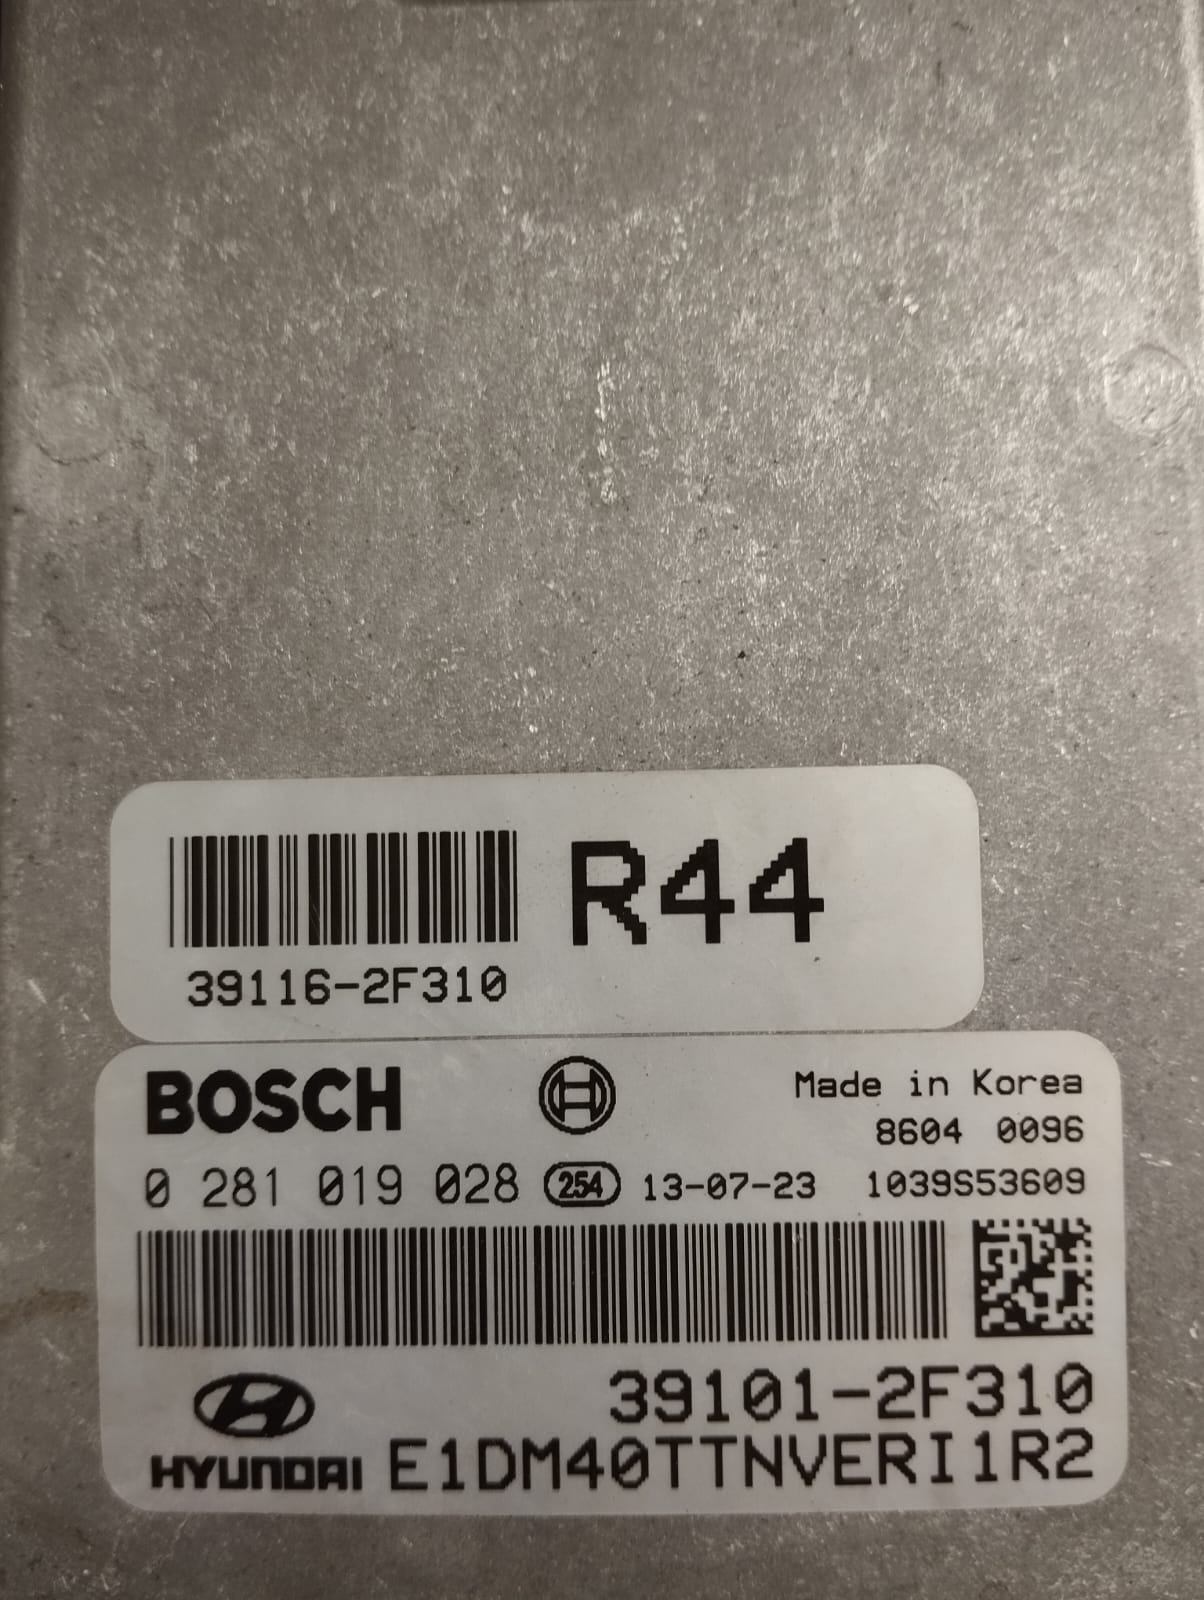 R44
39116-2F310
BOSCH
Made in Korea
8604 0096
0 281 019 028 254 13-07-23 1039S53609
39101-2F310
HYUNDAI E1DM40TTNVERI1R2